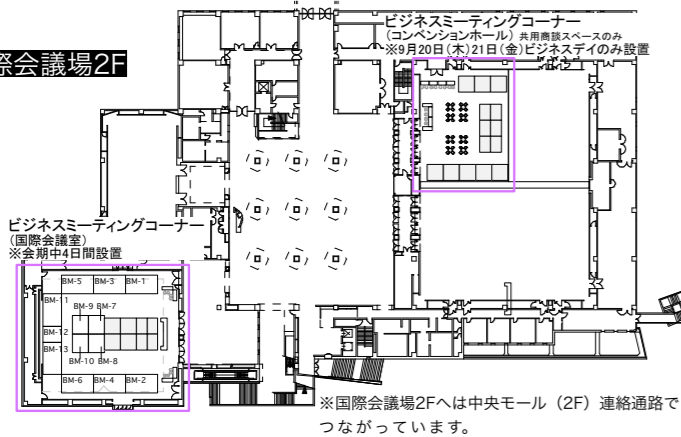 際会議場2F
ビジネスミーティングコーナー
(コンベンションホール) 共用商談スペースのみ
※9月20日(木)21日(金)ビジネスデイのみ設置
ビジネスミーティングコーナー
(国際会議室)
※会期中4日間設置
BM-5 BM-3 BM-1
BM-11
BM-9 BM-7
BM-12
BM-13
BM-10 BM-8
BM-6 BM-4 BM-2
※国際会議場2Fへは中央モール（2F）連絡通路で
つながっています。